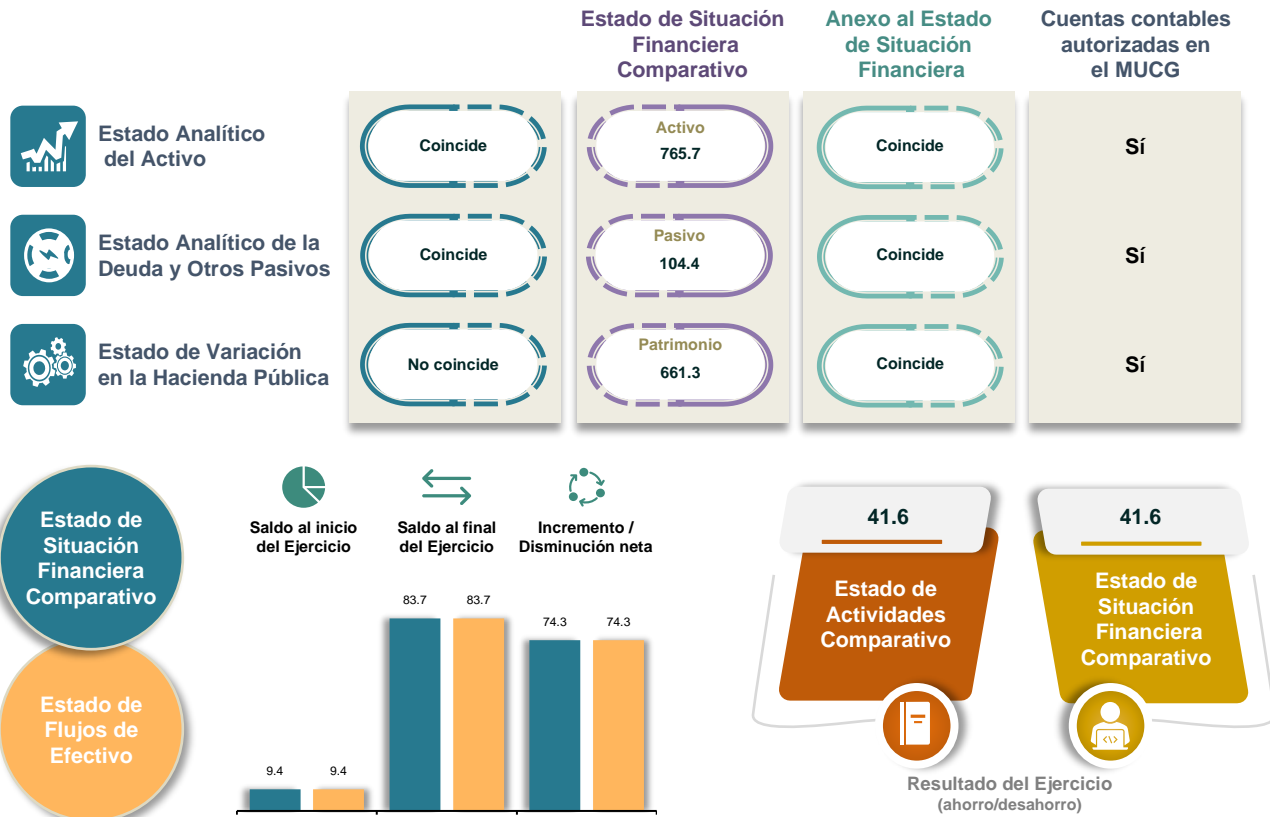 Estado de Situación
Financiera
Comparativo
Anexo al Estado
de Situación
Financiera
Cuentas contables
autorizadas en
el MUCG
Estado Analítico
del Activo
Coincide
Activo
765.7
Coincide
Sí
Estado Analítico de la
Deuda y Otros Pasivos
Coincide
Pasivo
104.4
Coincide
Sí
Estado de Variación
en la Hacienda Pública
No coincide
Patrimonio
661.3
Coincide
Sí
Estado de
Situación
Financiera
Comparativo
Estado de
Flujos de
Efectivo
Saldo al inicio
del Ejercicio
Saldo al final
del Ejercicio
Incremento /
Disminución neta
9.4
9.4
83.7
83.7
74.3
74.3
41.6
Estado de
Actividades
Comparativo
41.6
Estado de
Situación
Financiera
Comparativo
Resultado del Ejercicio
(ahorro/desahorro)